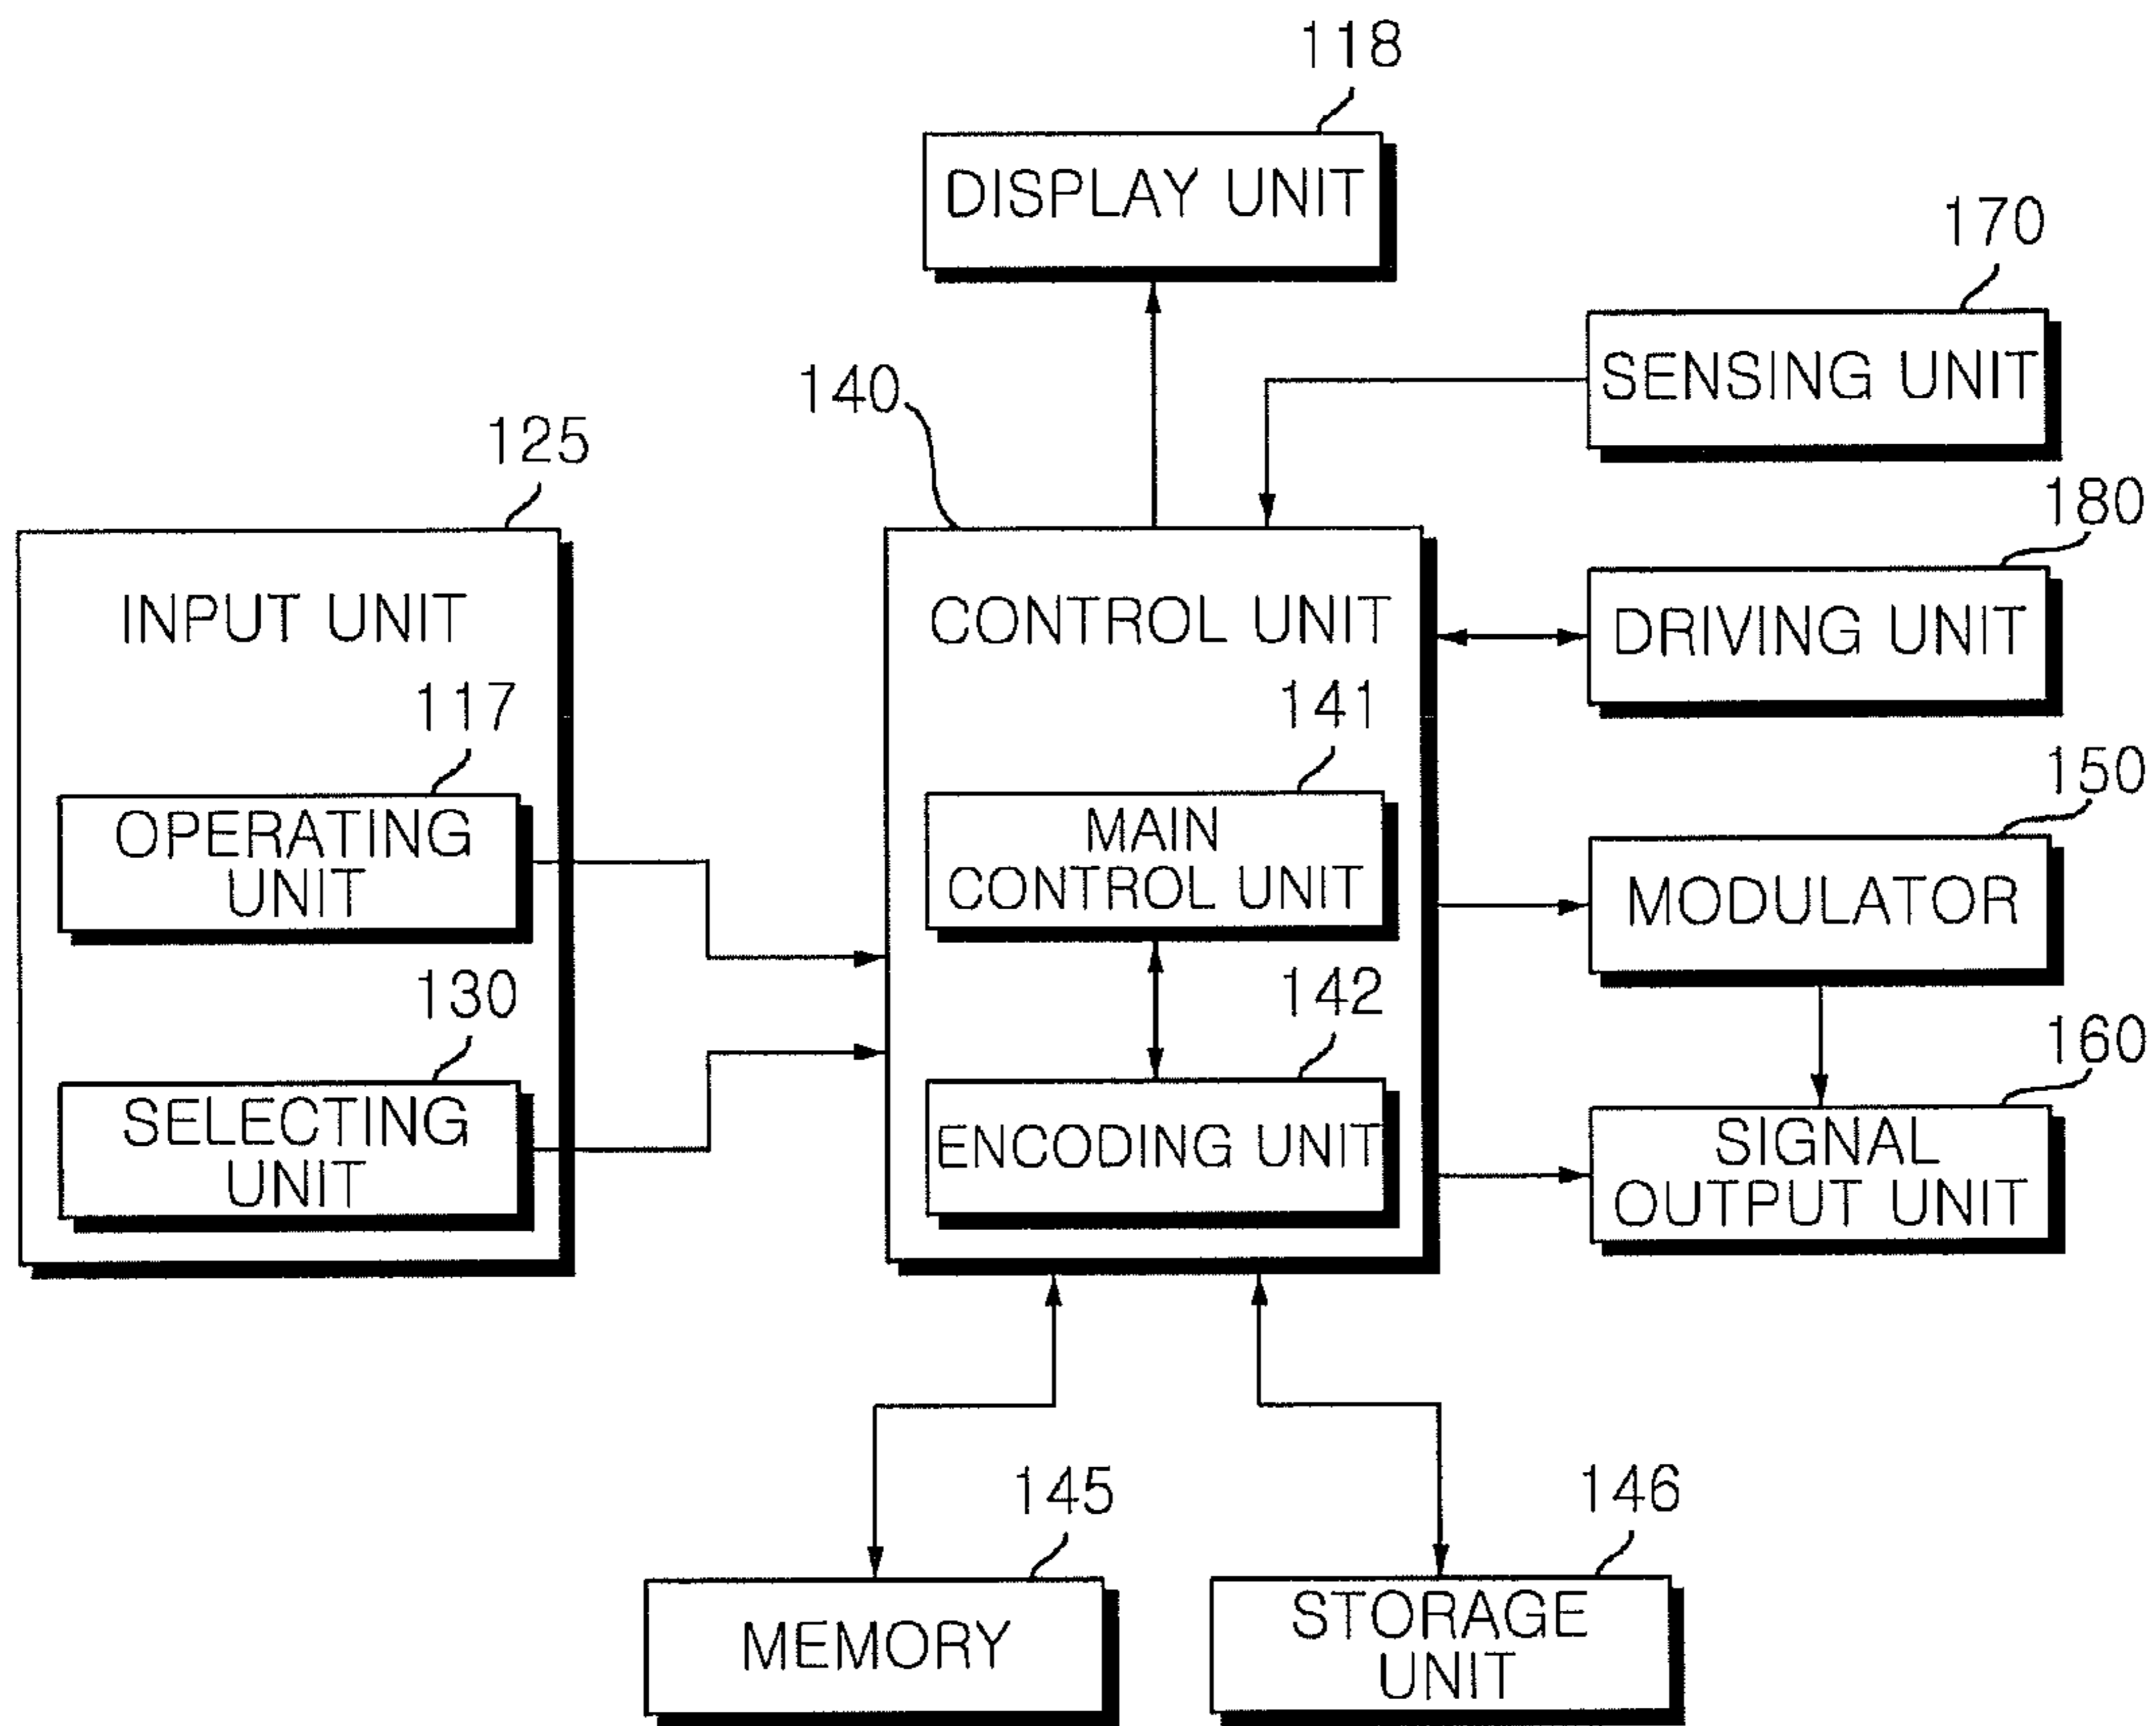 118
DISPLAY UNIT
170
SENSING UNIT
140
125
INPUT UNIT
117
OPERATING
UNIT
130
SELECTING
UNIT
CONTROL UNIT
141
MAIN
CONTROL UNIT
142
ENCODING UNIT
180
DRIVING UNIT
150
MODULATOR
160
SIGNAL
OUTPUT UNIT
145
MEMORY
146
STORAGE
UNIT